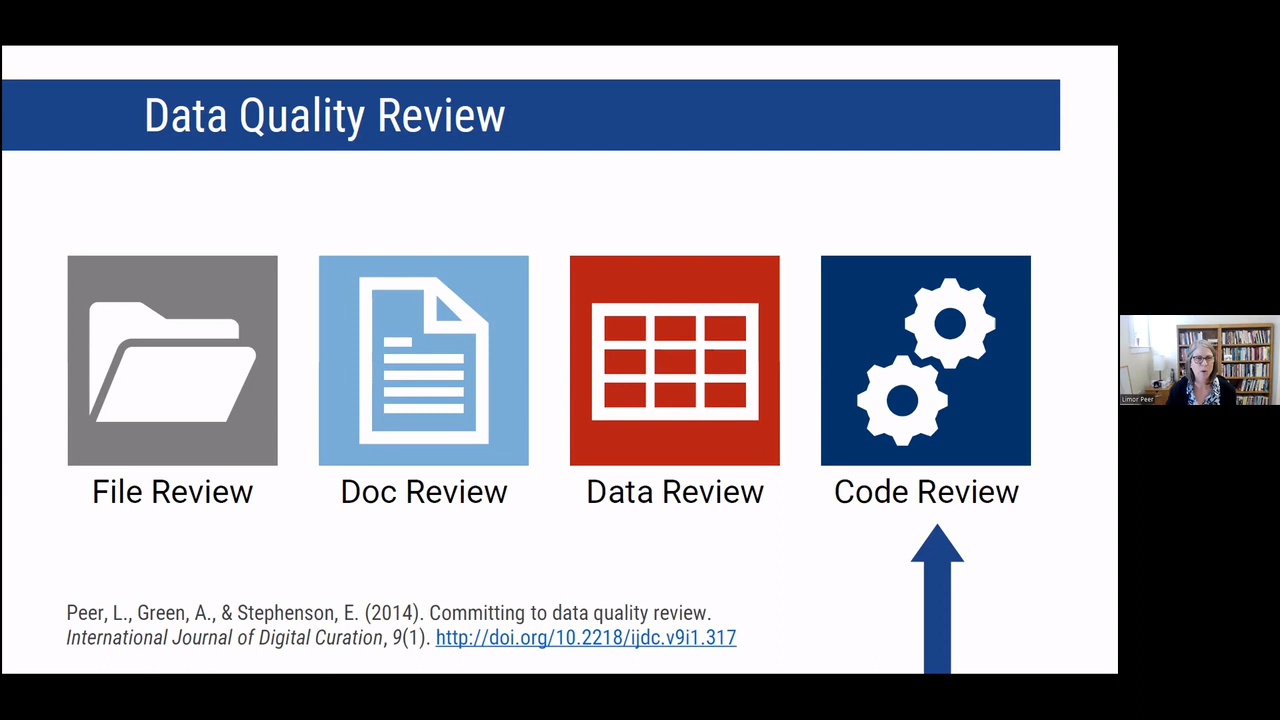 Data Quality Review
File Review
Doc Review
Data Review
Code Review
Peer, L., Green, A., & Stephenson, E. (2014). Committing to data quality review.
International Journal of Digital Curation, 9(1). http://doi.org/10.2218/ijdc.v9i1.317
Limor Peer